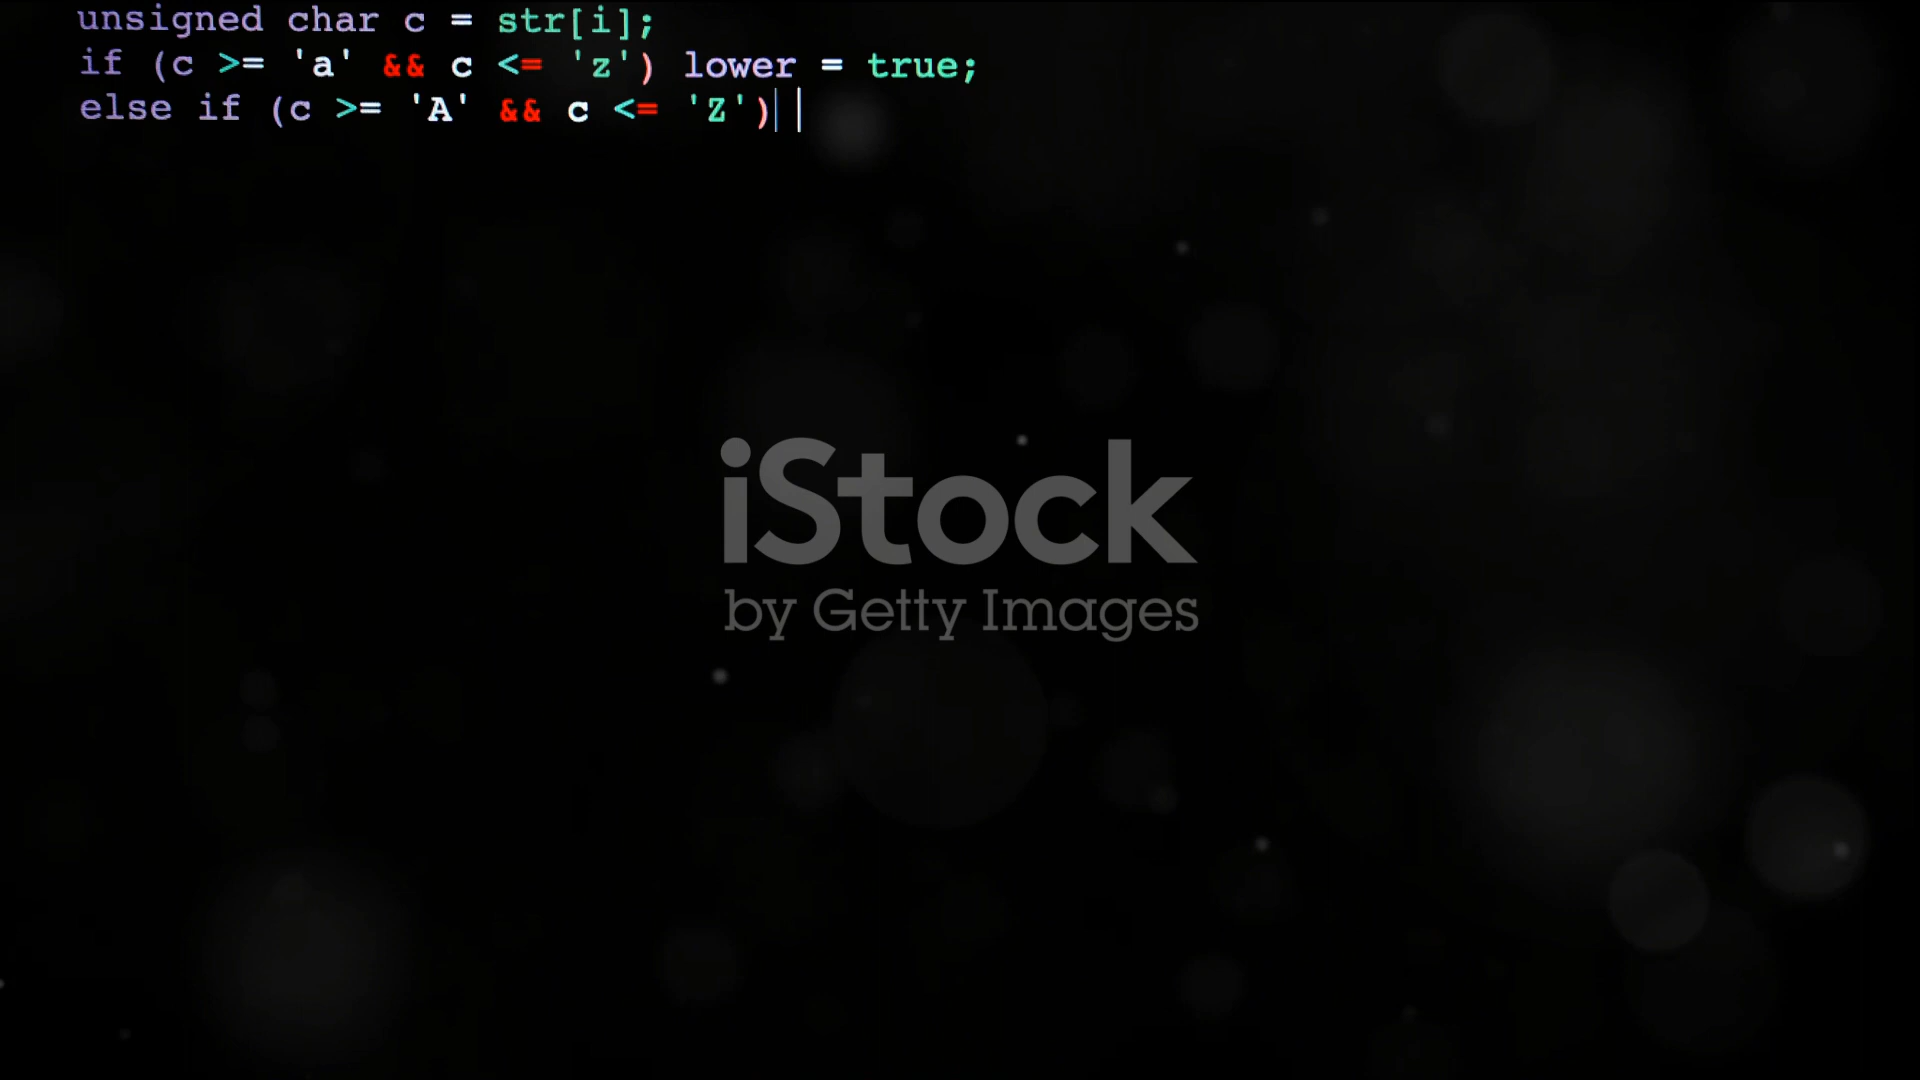 unsigned char c = str[i];
if (c >= 'a' && c <= 'z') lower = true;
else if (c >= 'A' && c <= 'Z')
iStock
by Getty Images